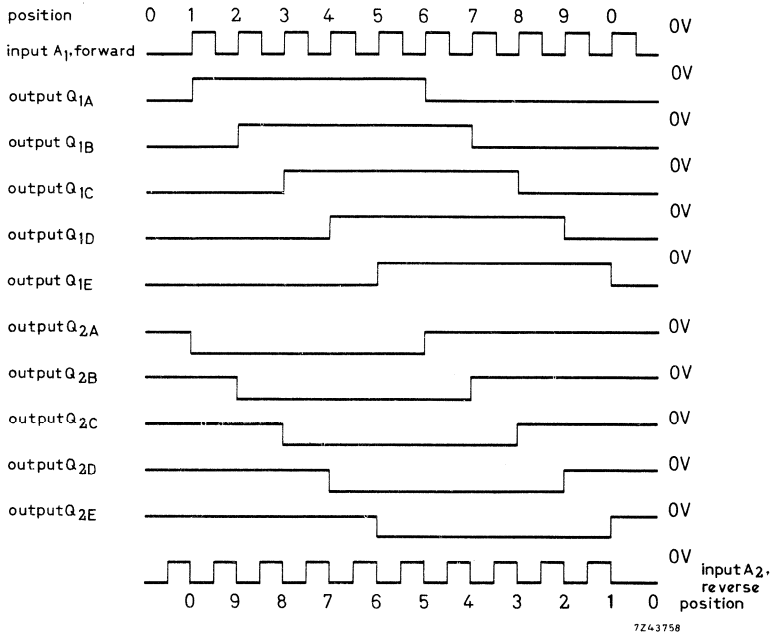 position 0 1 2 3 4 5 6 7 8 9 0
0V
input A1, forward
0V
output Q1A
0V
output Q1B
0V
output Q1C
0V
output Q1D
0V
output Q1E
output Q2A 0V
output Q2B 0V
output Q2C 0V
output Q2D 0V
output Q2E 0V
0V
input A2,
reverse
0 9 8 7 6 5 4 3 2 1 0 position
7Z43758